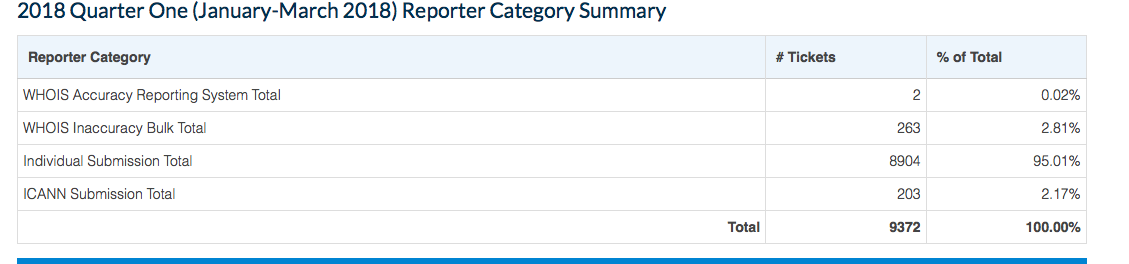 2018 Quarter One (January-March 2018) Reporter Category Summary
Reporter Category # Tickets % of Total
WHOIS Accuracy Reporting System Total 2 0.02%
WHOIS Inaccuracy Bulk Total 263 2.81%
Individual Submission Total 8904 95.01%
ICANN Submission Total 203 2.17%
Total 9372 100.00%